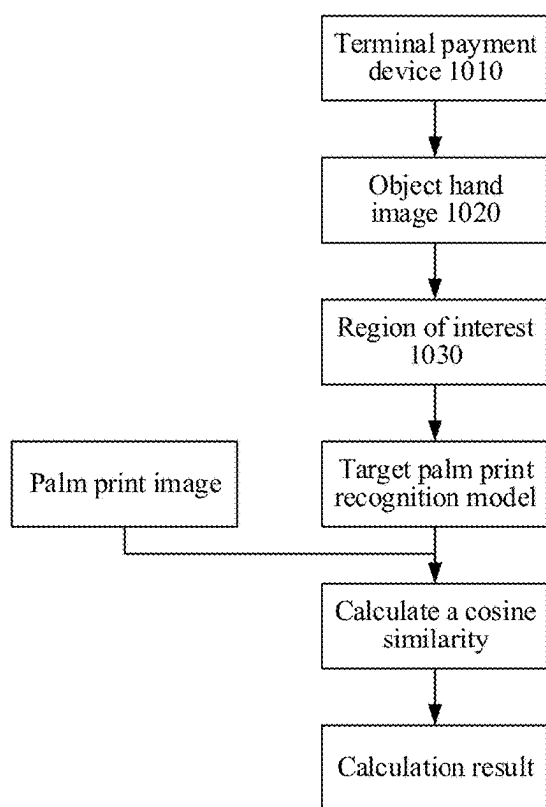 Terminal payment
device 1010
Object hand
image 1020
Region of interest
1030
Palm print image
Target palm print
recognition model
Calculate a cosine
similarity
Calculation result